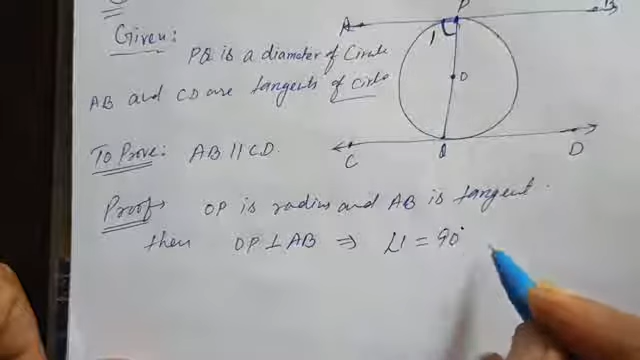 Given:
PQ is a diameter of Circle
AB and CD are tangents of Circle
To Prove: AB || CD.
Proof: OP is radius and AB is tangent.
then OP ⊥ AB ⇒ ∠1 = 90°
P
A
B
1
O
C
Q
D